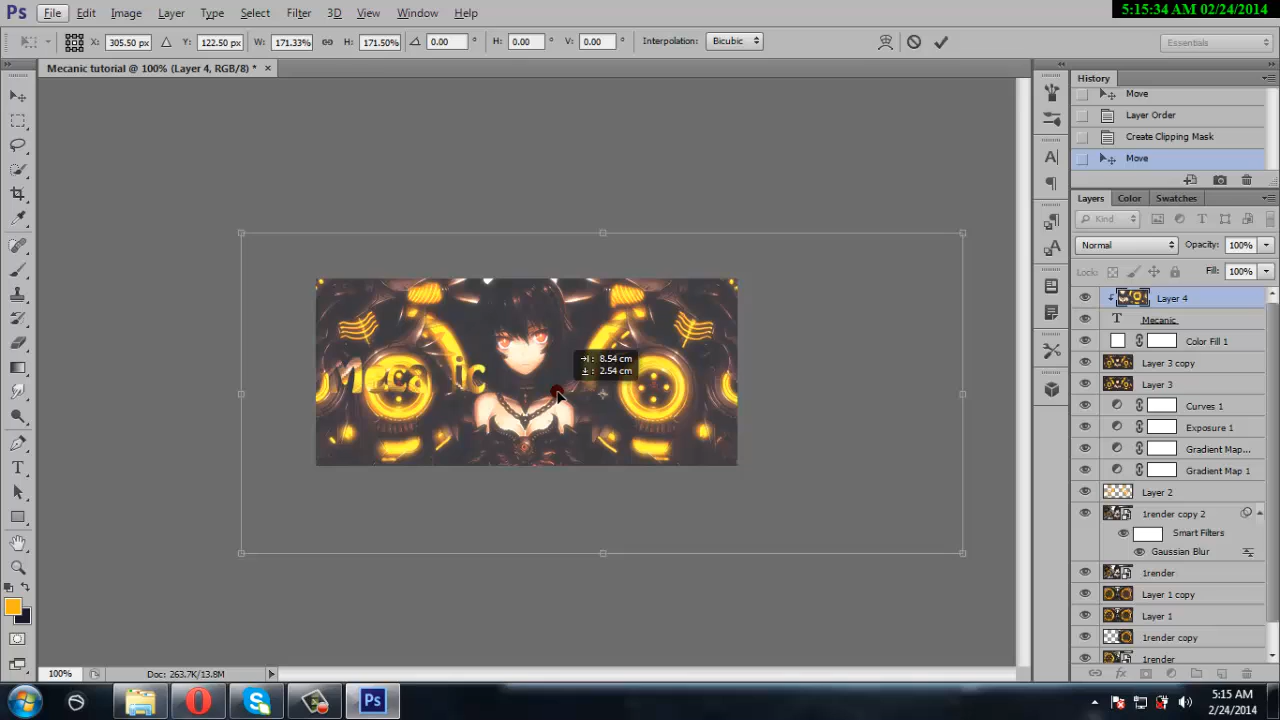 5:15:34 AM 02/24/2014
Ps File Edit Image Layer Type Select Filter 3D View Window Help
X: 305.50 px Y: 122.50 px W: 171.33% H: 171.50% 0.00 ° H: 0.00 ° V: 0.00 ° Interpolation: Bicubic Essentials
Mecanic tutorial @ 100% (Layer 4, RGB/8) * ×
History
Move
Layer Order
Create Clipping Mask
Move
Layers Color Swatches
Kind
Normal Opacity: 100%
Lock: Fill: 100%
Layer 4
T Mecanic
Color Fill 1
Layer 3 copy
Layer 3
Curves 1
Exposure 1
Gradient Map...
Gradient Map 1
Layer 2
1render copy 2
Smart Filters
Gaussian Blur
1render
Layer 1 copy
Layer 1
1render copy
1render
8.54 cm
2.54 cm
100% Doc: 263.7K/13.8M
Ps
5:15 AM
2/24/2014